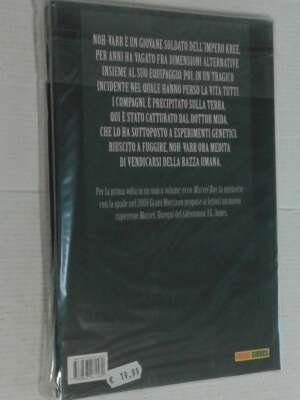 NOH-VARR È UN GIOVANE SOLDATO DELL'IMPERO KREE.
PER ANNI HA VAGATO FRA DIMENSIONI ALTERNATIVE
INSIEME AL SUO EQUIPAGGIO. POI, IN UN TRAGICO
INCIDENTE NEL QUALE HANNO PERSO LA VITA TUTTI
I COMPAGNI, È PRECIPITATO SULLA TERRA.
QUI È STATO CATTURATO DAL DOTTOR MIDA,
CHE LO HA SOTTOPOSTO A ESPERIMENTI GENETICI.
RIUSCITO A FUGGIRE, NOH-VARR ORA MEDITA
DI VENDICARSI DELLA RAZZA UMANA.
Per la prima volta in un unico volume ecco Marvel Boy, la miniserie
con la quale nel 2000 Grant Morrison propose ai lettori un nuovo
supereroe Marvel. Disegni del J.G. Jones.
PANINI COMICS